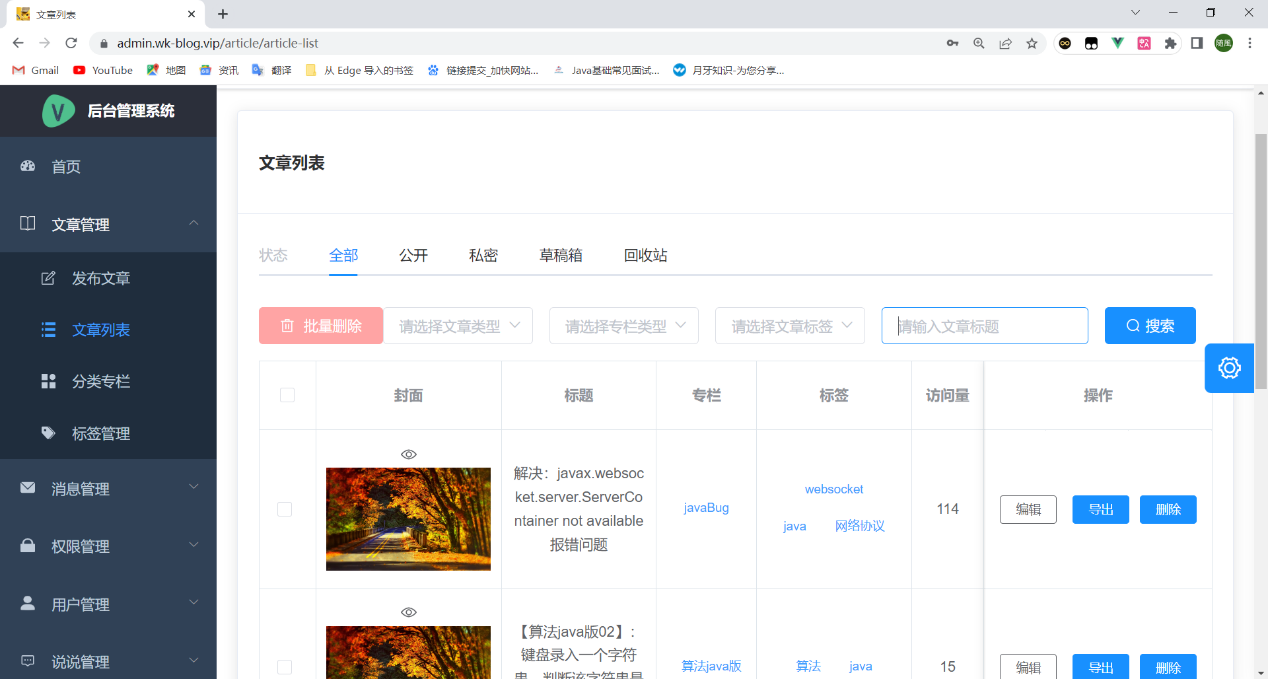 文章列表
admin.wk-blog.vip/article/article-list
随風
Gmail
YouTube
地图
资讯
翻译
从 Edge 导入的书签
链接提交_加快网站...
Java基础常见面试...
月牙知识-为您分享...
V
后台管理系统
首页
文章管理
发布文章
文章列表
分类专栏
标签管理
消息管理
权限管理
用户管理
说说管理
文章列表
状态
全部
公开
私密
草稿箱
回收站
批量删除
请选择文章类型
请选择专栏类型
请选择文章标签
请输入文章标题
搜索
封面
标题
专栏
标签
访问量
操作
解决：javax.websoc
ket.server.ServerCo
ntainer not available
报错问题
javaBug
websocket
java
网络协议
114
编辑
导出
删除
【算法java版02】：
键盘录入一个字符
串，判断该字符串是
算法java版
算法
java
15
编辑
导出
删除